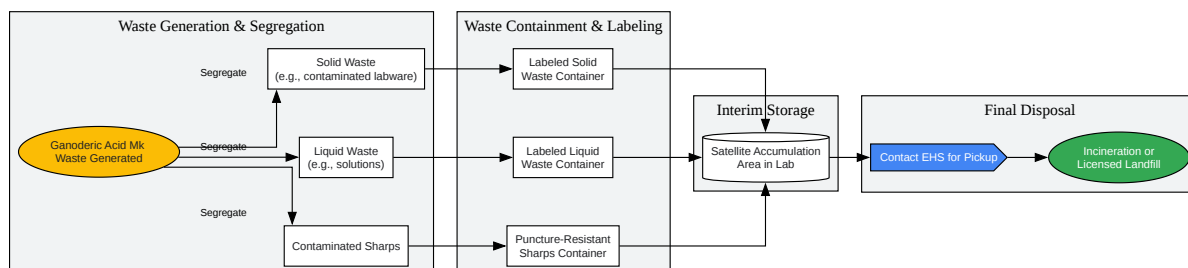 Waste Generation & Segregation
Waste Containment & Labeling
Solid Waste
(e.g., contaminated labware)
Segregate
Labeled Solid
Waste Container
Interim Storage
Final Disposal
Ganoderic Acid Mk
Waste Generated
Segregate
Liquid Waste
(e.g., solutions)
Labeled Liquid
Waste Container
Satellite Accumulation
Area in Lab
Contact EHS for Pickup
Incineration or
Licensed Landfill
Segregate
Contaminated Sharps
Puncture-Resistant
Sharps Container